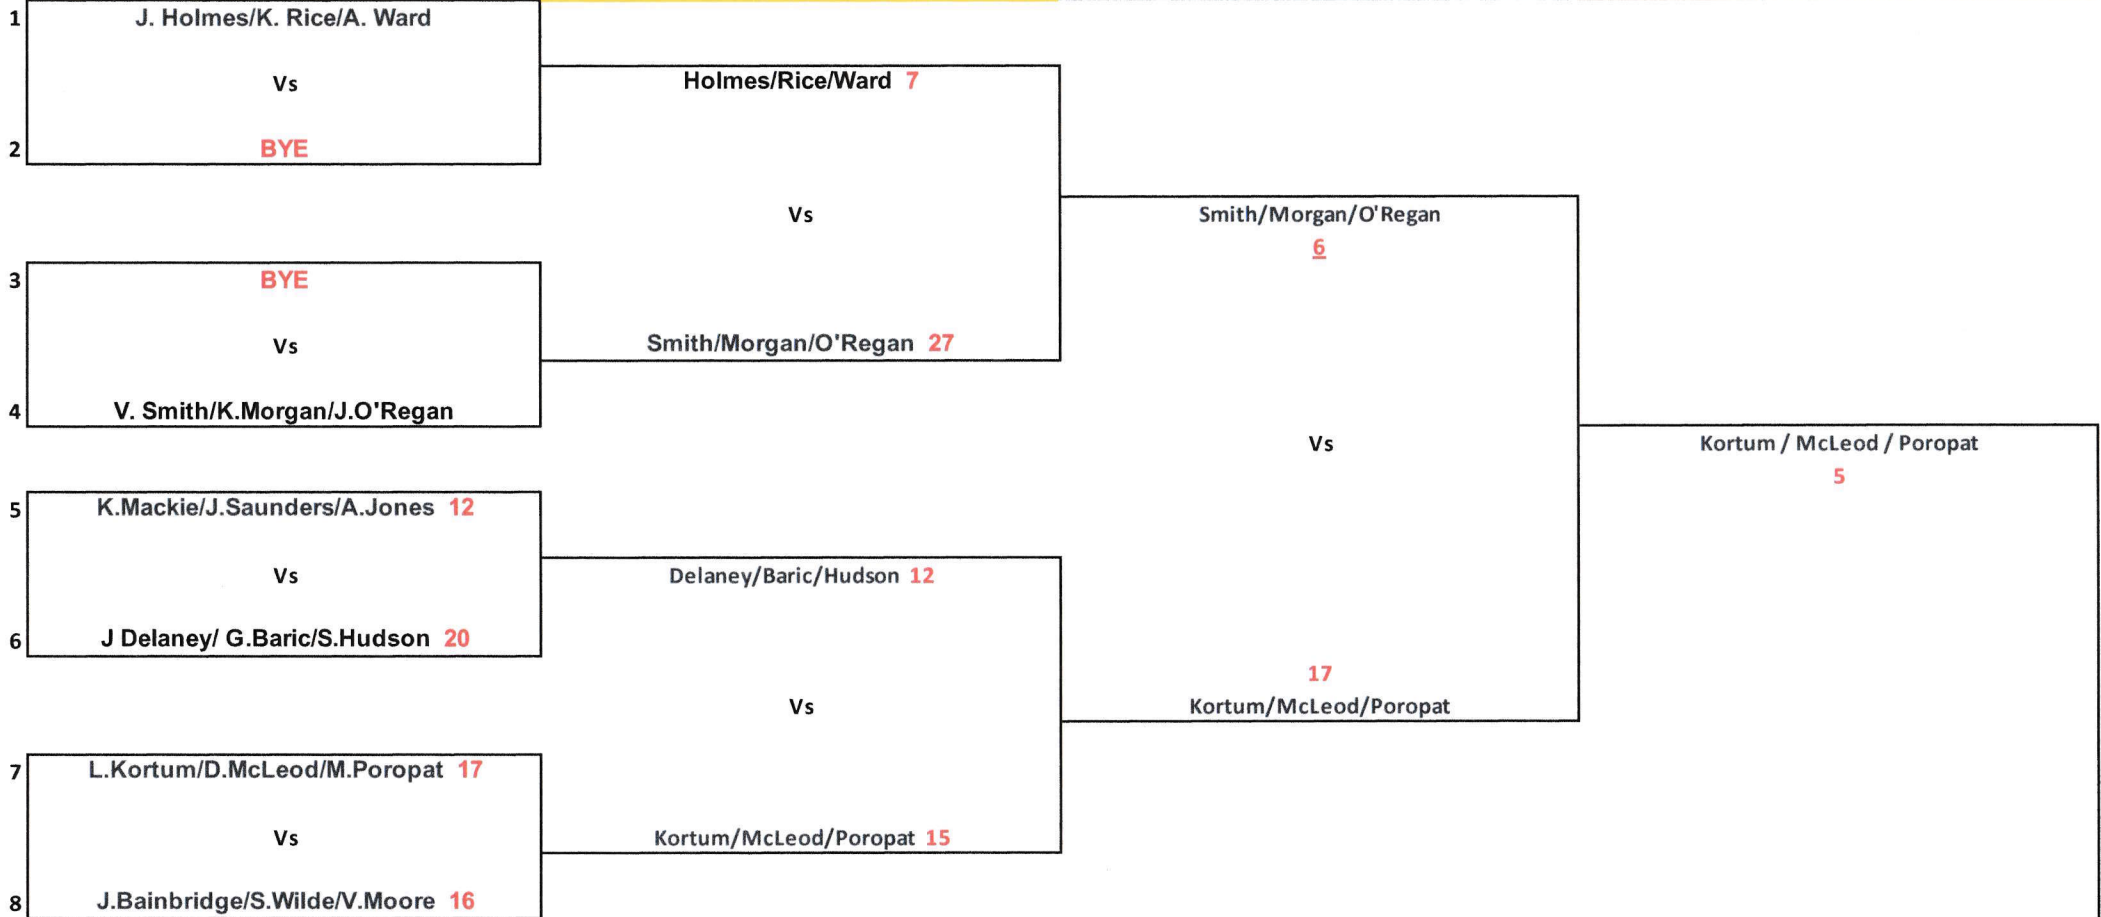 1 J. Holmes/K. Rice/A. Ward
Vs
2 BYE
3 BYE
Vs
4 V. Smith/K.Morgan/J.O'Regan
5 K.Mackie/J.Saunders/A.Jones 12
Vs
6 J Delaney/ G.Baric/S.Hudson 20
7 L.Kortum/D.McLeod/M.Poropat 17
Vs
8 J.Bainbridge/S.Wilde/V.Moore 16
Holmes/Rice/Ward 7
Vs
Smith/Morgan/O'Regan 27
Delaney/Baric/Hudson 12
Vs
Kortum/McLeod/Poropat 15
Smith/Morgan/O'Regan
6
Vs
17
Kortum/McLeod/Poropat
Kortum / McLeod / Poropat
5